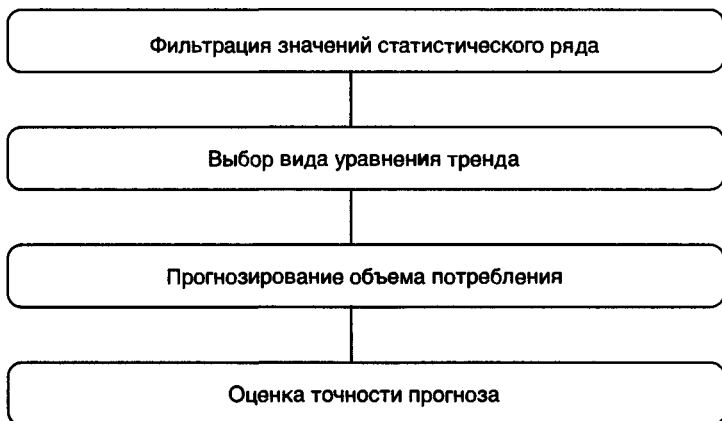 Фильтрация значений статистического ряда
Выбор вида уравнения тренда
Прогнозирование объема потребления
Оценка точности прогноза